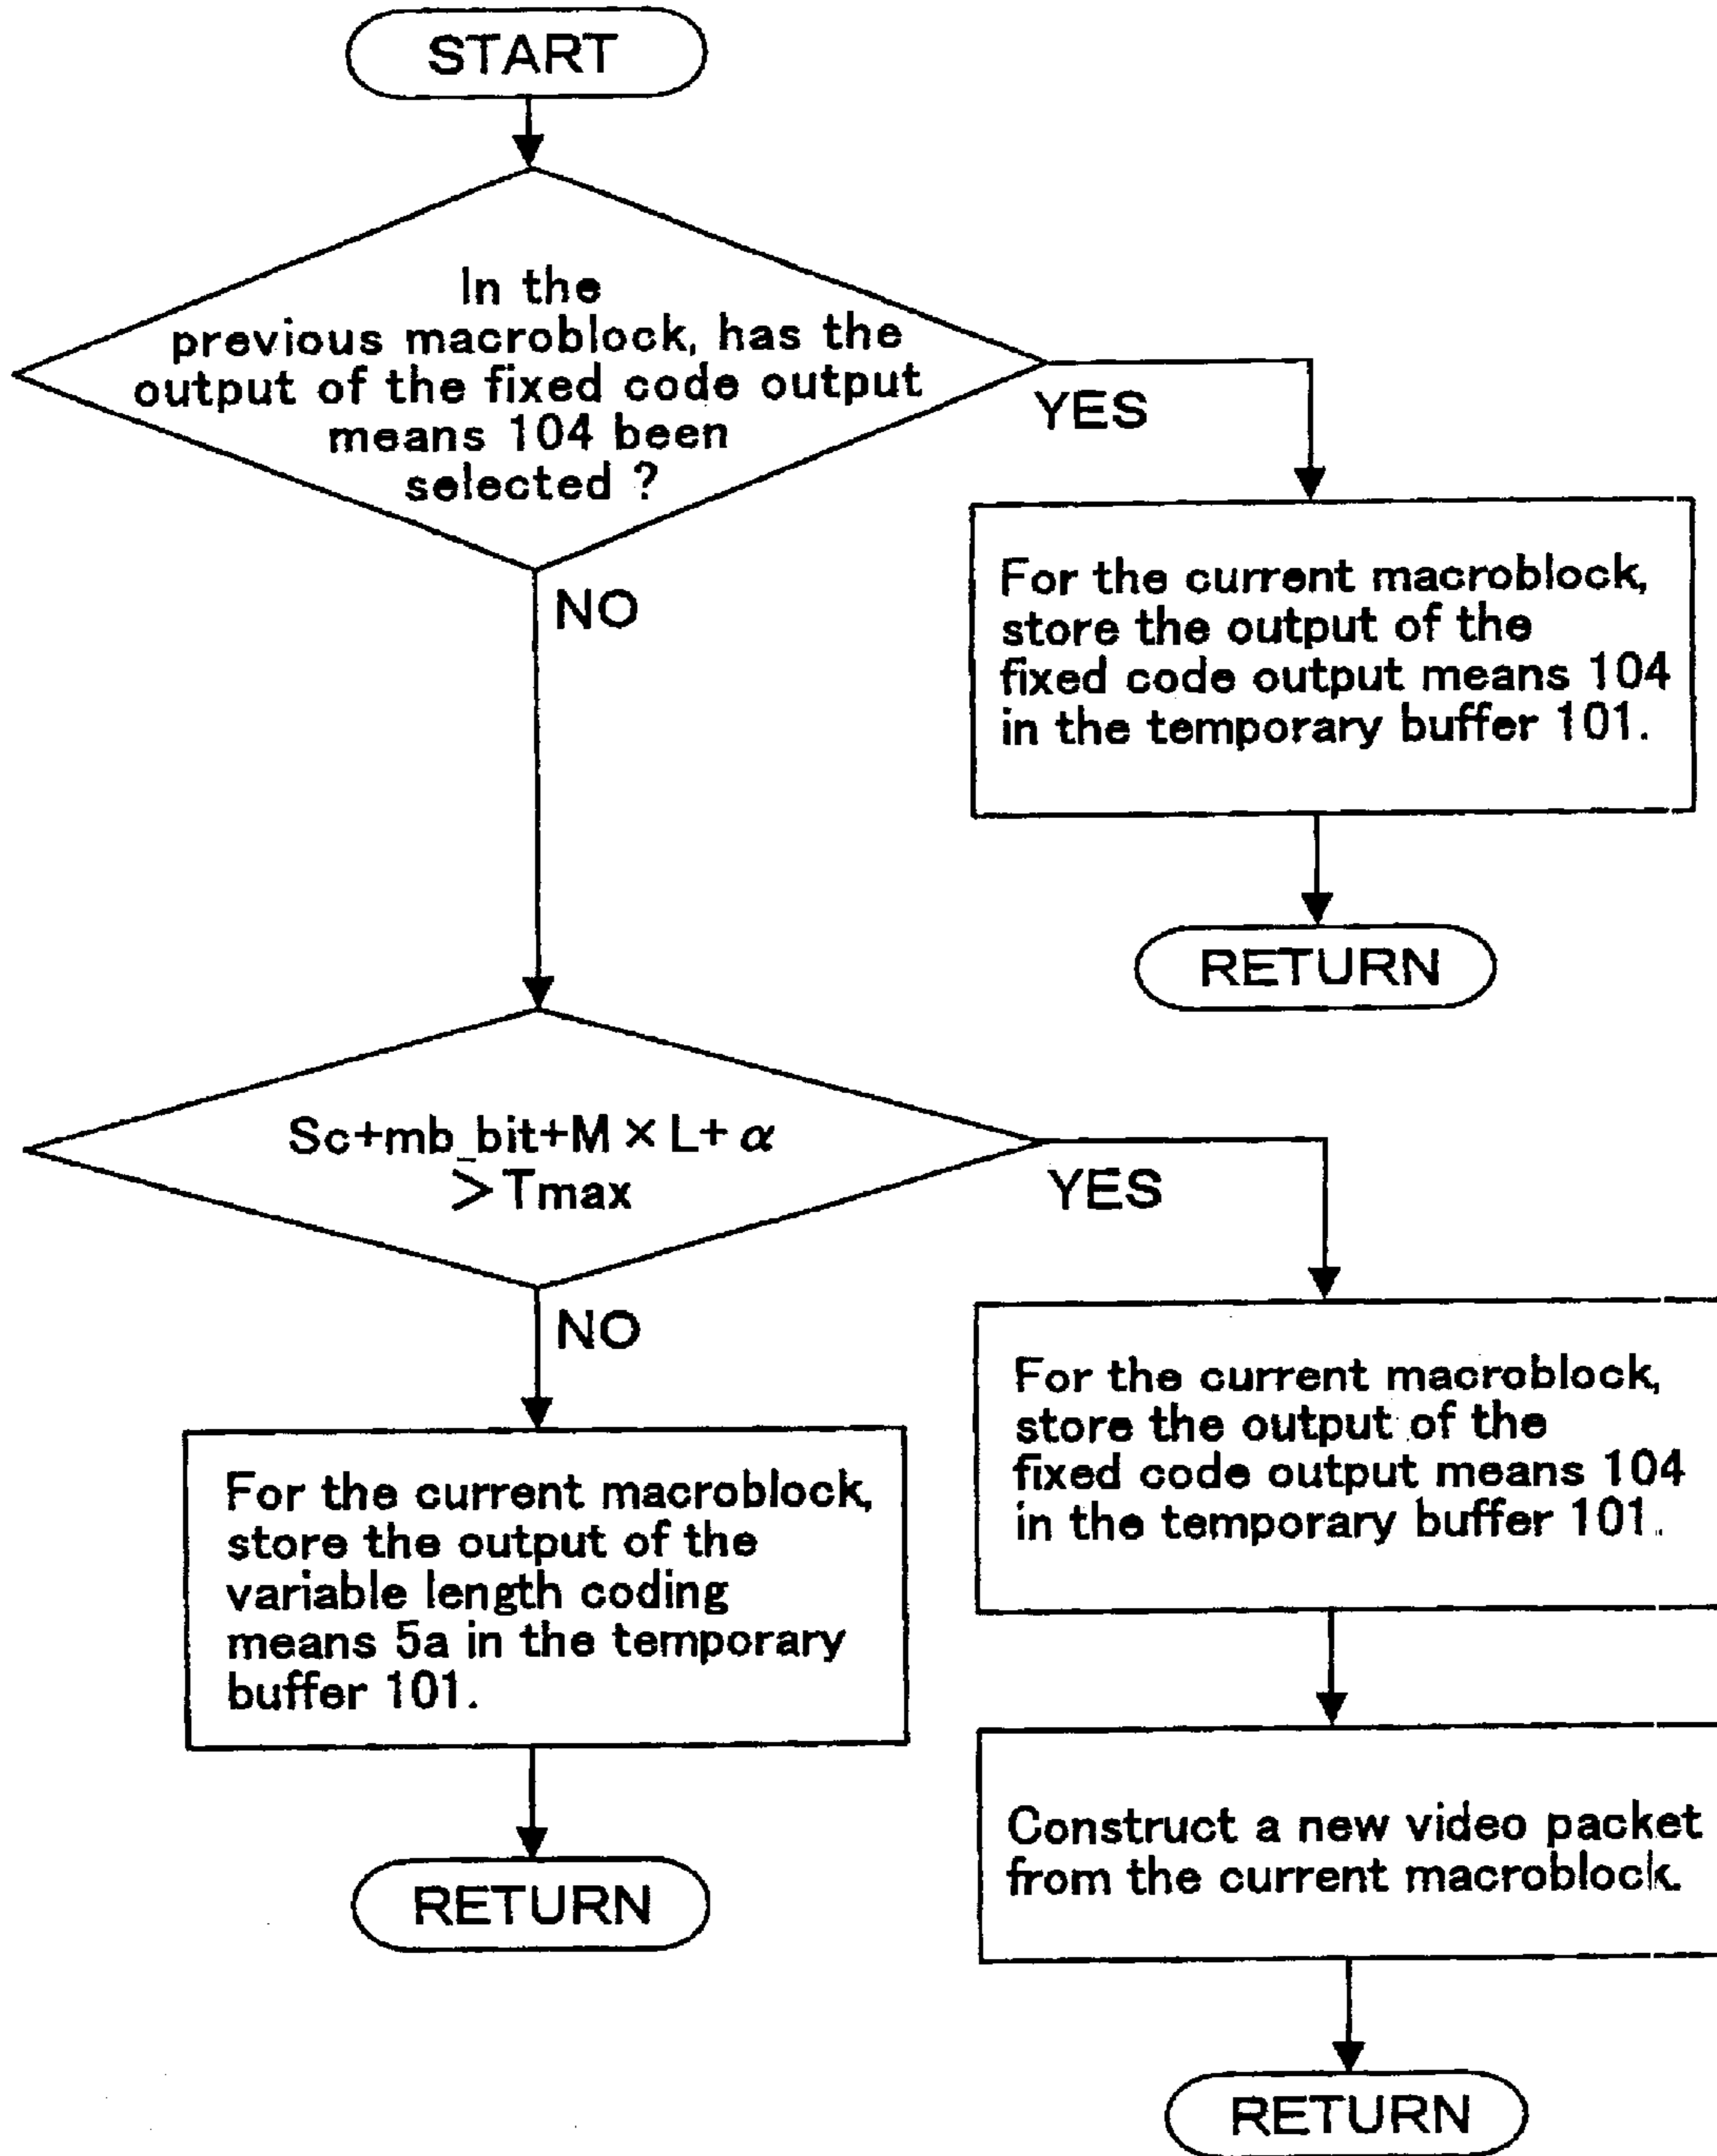 START
In the
previous macroblock, has the
output of the fixed code output
means 104 been
selected ?
YES
NO
For the current macroblock,
store the output of the
fixed code output means 104
in the temporary buffer 101.
RETURN
Sc+mb_bit+M×L+α
>Tmax
YES
NO
For the current macroblock,
store the output of the
variable length coding
means 5a in the temporary
buffer 101.
RETURN
For the current macroblock,
store the output of the
fixed code output means 104
in the temporary buffer 101.
Construct a new video packet
from the current macroblock.
RETURN